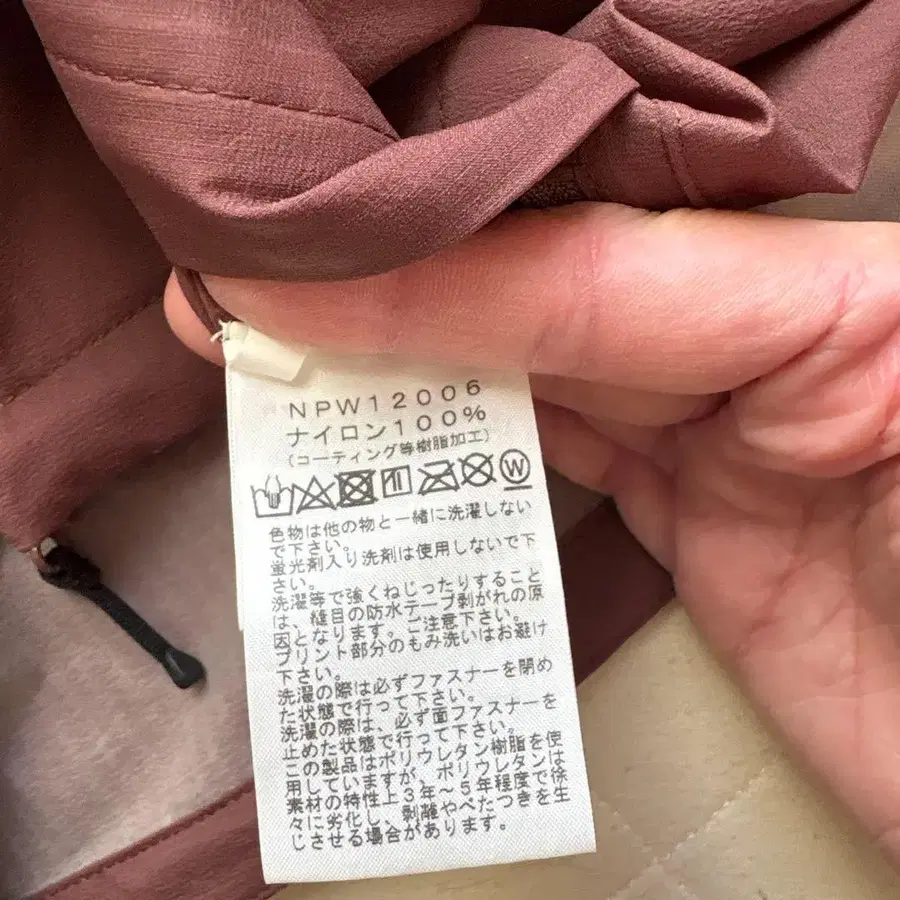 NPW12006
ナイロン100%
(コーティング等樹脂加工)
W
色物は他の物と一緒に洗濯しない
で下さい。
蛍光剤入り洗剤は使用しないで下
さい。
洗濯等で強くねじったりすること
は、縫目の防水テープ剥がれの原
因となります。ご注意下さい。
プリント部分のもみ洗いはお避け
下さい。
洗濯の際は必ずファスナーを閉め
た状態で行って下さい。
洗濯の際は、必ず面ファスナーを
止めた状態で行って下さい。
この製品はポリウレタン樹脂を使
用していますが、ポリウレタンは
素材の特性上3年～5年程度で徐
々に劣化し、剥離やべたつきを生
じさせる場合があります。